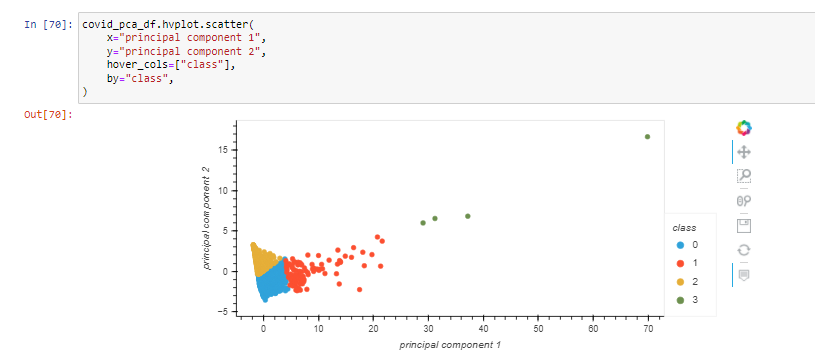 In [70]: covid_pca_df.hvplot.scatter(
x="principal component 1",
y="principal component 2",
hover_cols=["class"],
by="class",
)
Out[70]:
principal component 2
15
10
5
0
−5
0 10 20 30 40 50 60 70
principal component 1
class
0
1
2
3